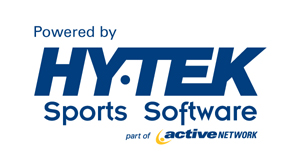 Powered by
HY-TEK
Sports Software
part of active NETWORK